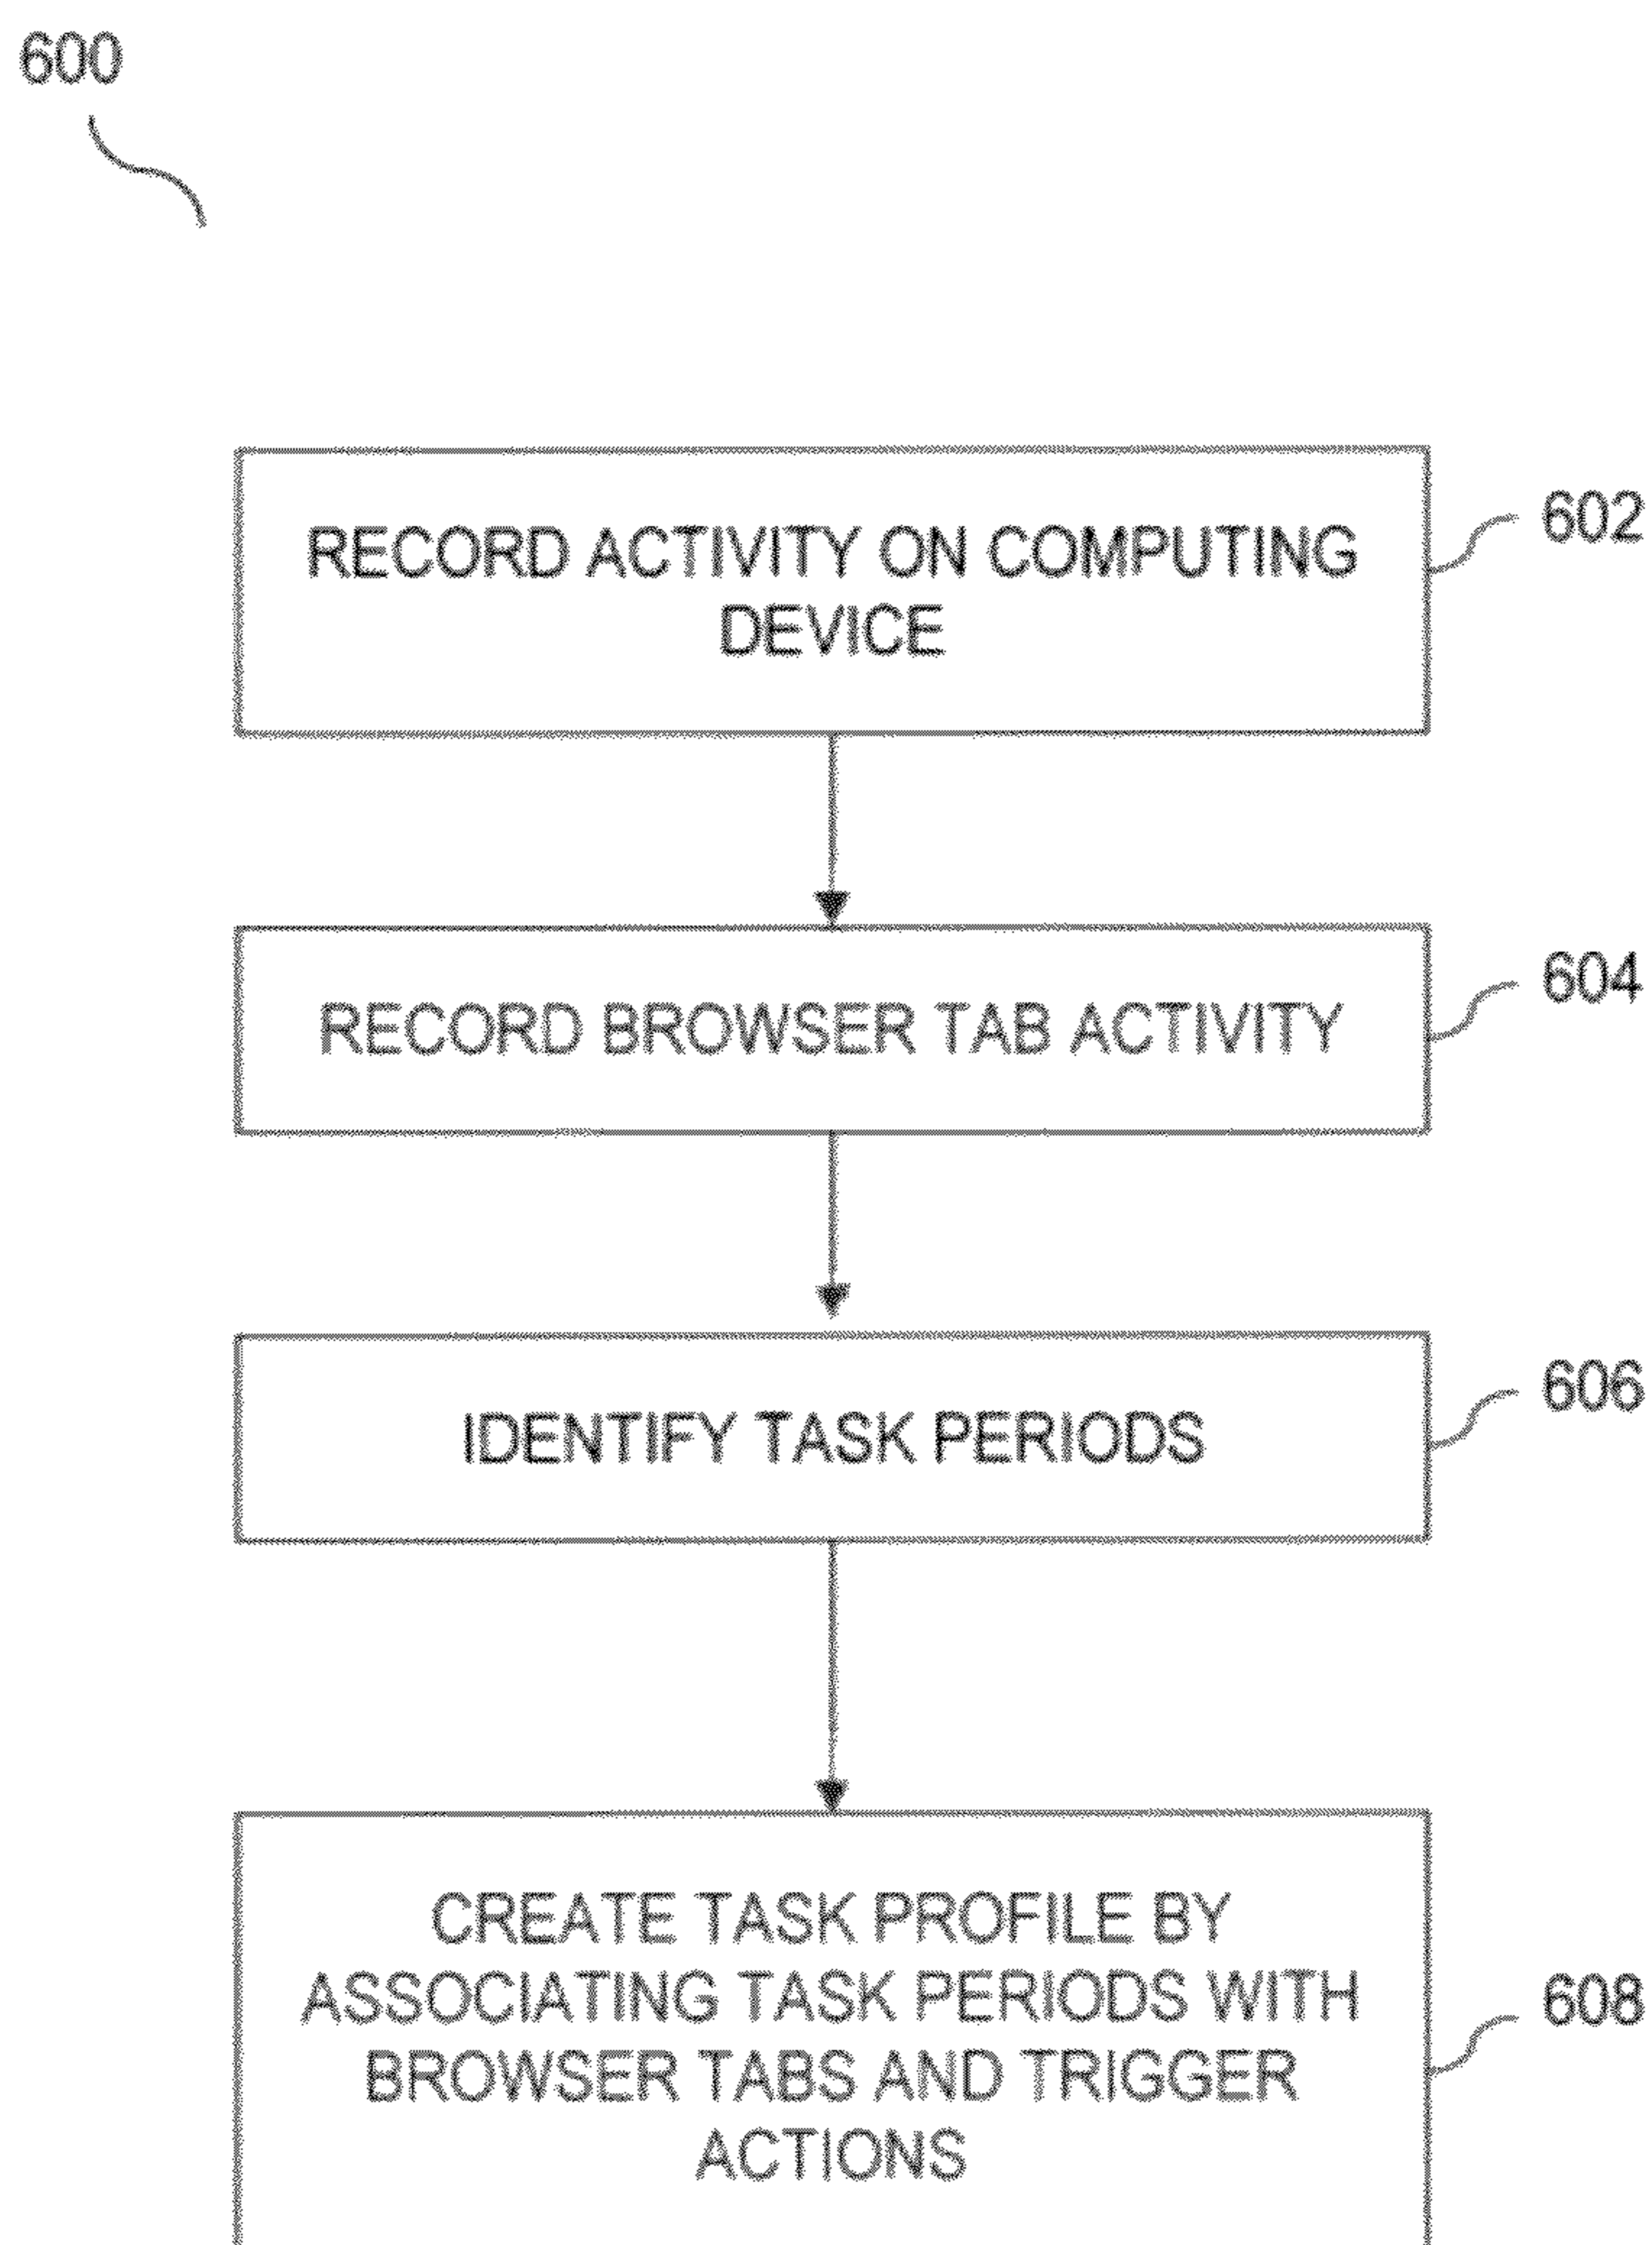 600
RECORD ACTIVITY ON COMPUTING
DEVICE
602
RECORD BROWSER TAB ACTIVITY
604
IDENTIFY TASK PERIODS
606
CREATE TASK PROFILE BY
ASSOCIATING TASK PERIODS WITH
BROWSER TABS AND TRIGGER
ACTIONS
608